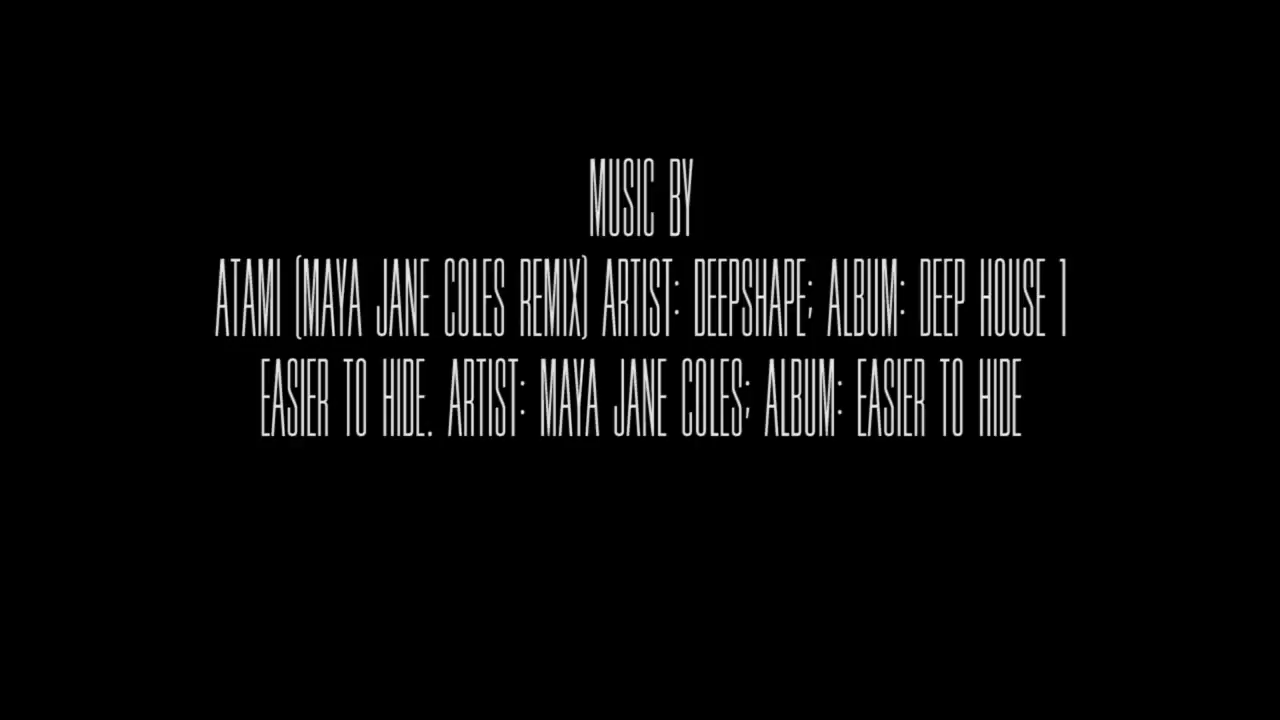 MUSIC BY
ATAMI (MAYA JANE COLES REMIX) ARTIST: DEEPSHAPE; ALBUM: DEEP HOUSE 1
EASIER TO HIDE. ARTIST: MAYA JANE COLES; ALBUM: EASIER TO HIDE